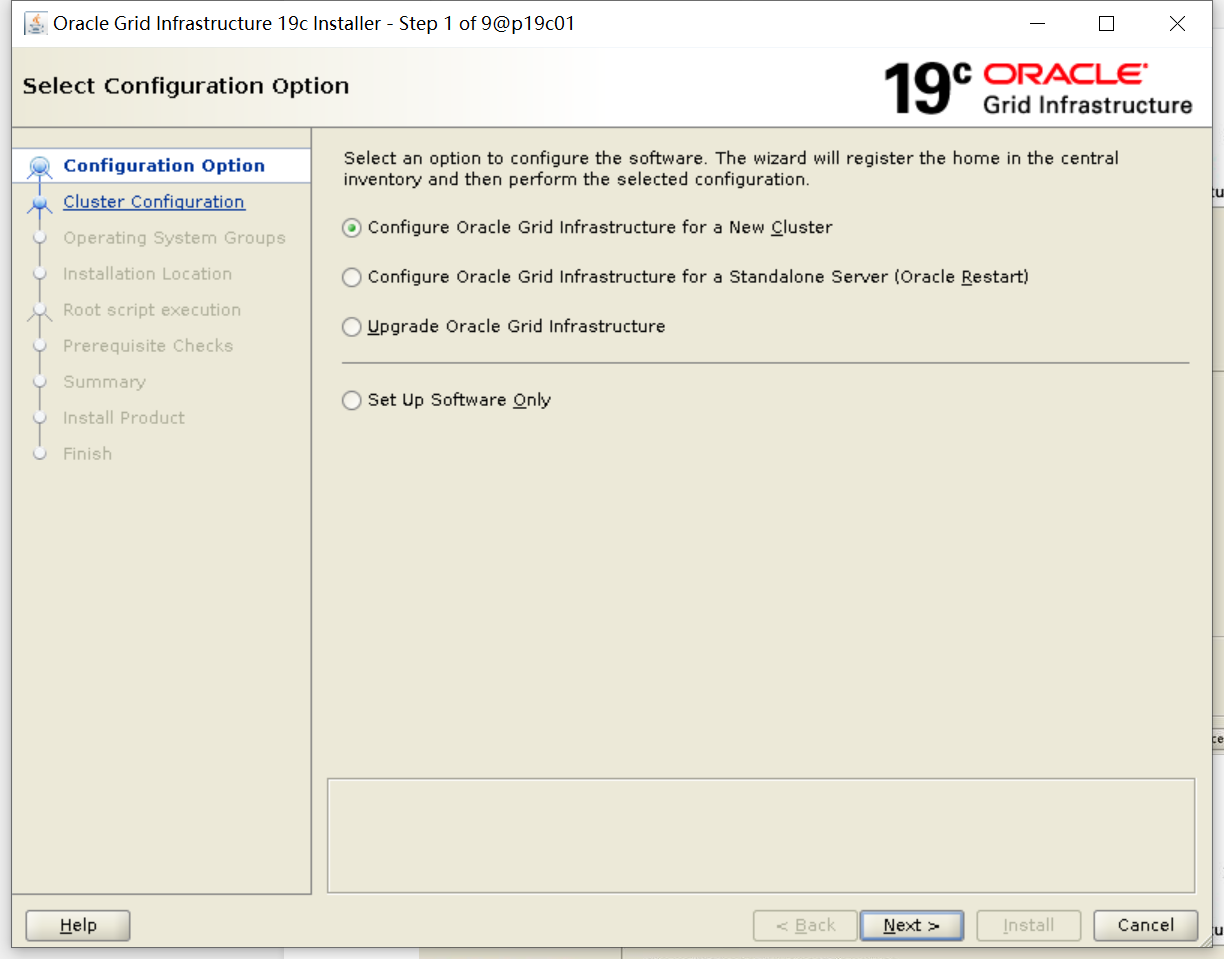 Oracle Grid Infrastructure 19c Installer - Step 1 of 9@p19c01
Select Configuration Option
19c ORACLE
Grid Infrastructure
Configuration Option
Cluster Configuration
Operating System Groups
Installation Location
Root script execution
Prerequisite Checks
Summary
Install Product
Finish
Select an option to configure the software. The wizard will register the home in the central
inventory and then perform the selected configuration.
Configure Oracle Grid Infrastructure for a New Cluster
Configure Oracle Grid Infrastructure for a Standalone Server (Oracle Restart)
Upgrade Oracle Grid Infrastructure
Set Up Software Only
Help
< Back
Next >
Install
Cancel